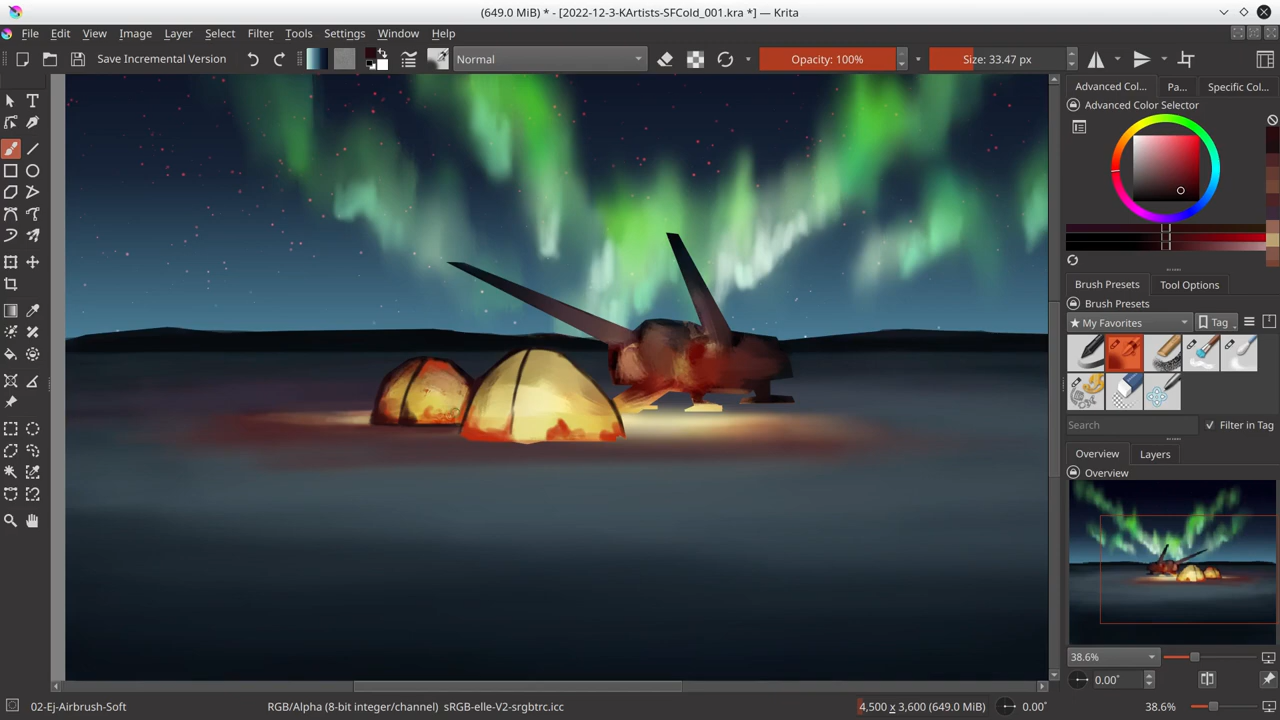 (649.0 MiB) * - [2022-12-3-KArtists-SFCold_001.kra *] — Krita
File Edit View Image Layer Select Filter Tools Settings Window Help
Save Incremental Version
Normal
Opacity: 100%
Size: 33.47 px
Advanced Col...
Pa...
Specific Col...
Advanced Color Selector
Brush Presets
Tool Options
Brush Presets
★ My Favorites
Tag
Search
Filter in Tag
Overview
Layers
Overview
38.6%
0.00°
02-Ej-Airbrush-Soft
RGB/Alpha (8-bit integer/channel) sRGB-elle-V2-srgbtrc.icc
4,500 x 3,600 (649.0 MiB)
0.00°
38.6%